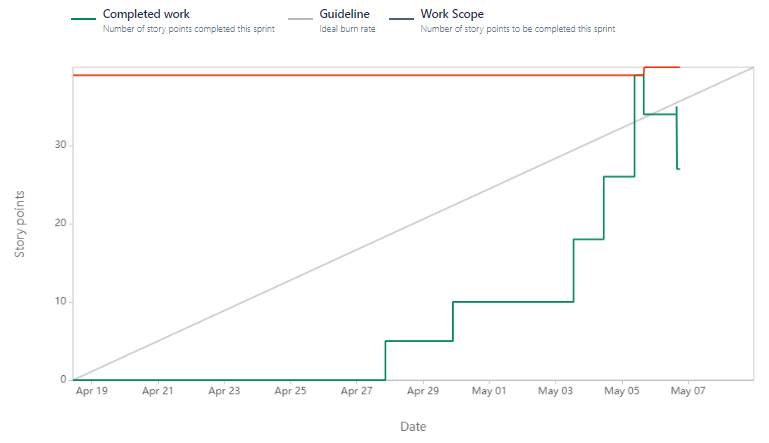 Completed work
Number of story points completed this sprint
Guideline
Ideal burn rate
Work Scope
Number of story points to be completed this sprint
Story points
30
20
10
0
Apr 19 Apr 21 Apr 23 Apr 25 Apr 27 Apr 29 May 01 May 03 May 05 May 07
Date